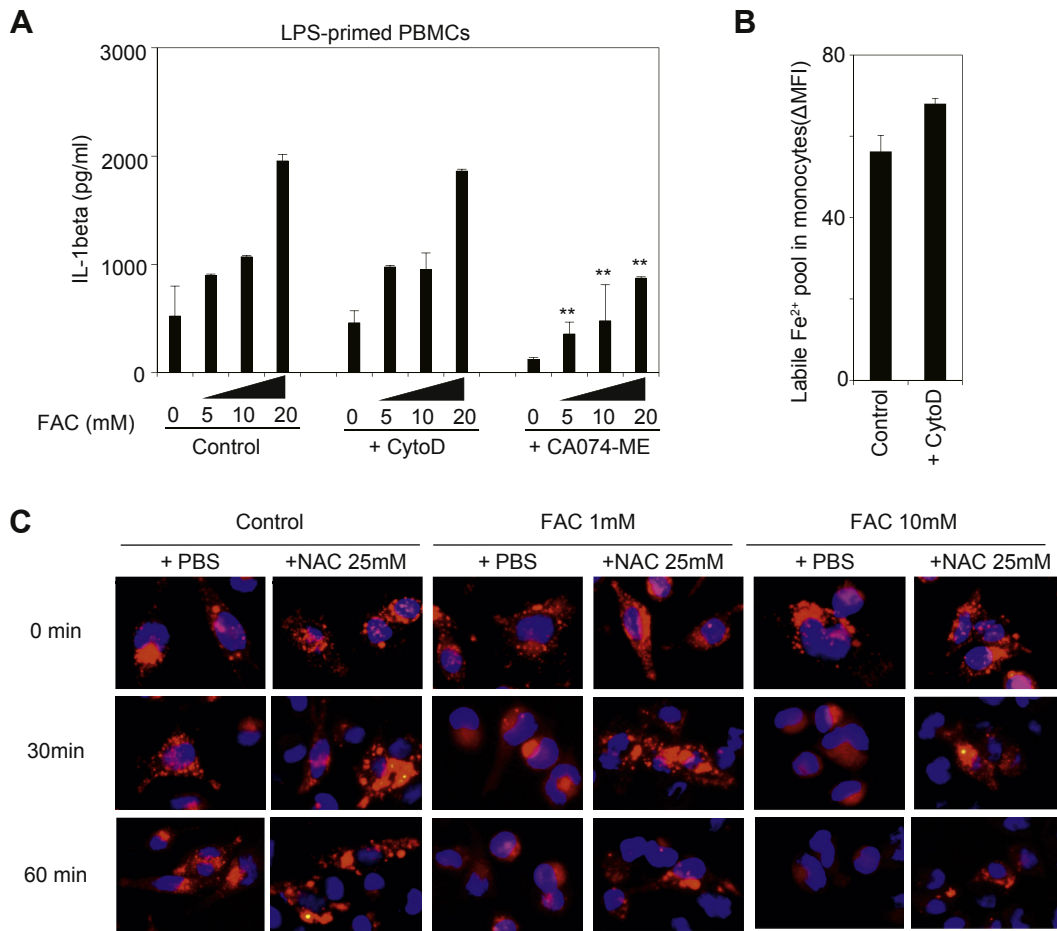 A
LPS-primed PBMCs
IL-1beta (pg/ml)
3000
2000
1000
0
** ** **
FAC (mM)
0 5 10 20 0 5 10 20 0 5 10 20
Control + CytoD + CA074-ME
B
Labile Fe²⁺ pool in monocytes(ΔMFI)
80
40
0
Control
+ CytoD
C
Control FAC 1mM FAC 10mM
+ PBS +NAC 25mM + PBS +NAC 25mM + PBS +NAC 25mM
0 min
30min
60 min